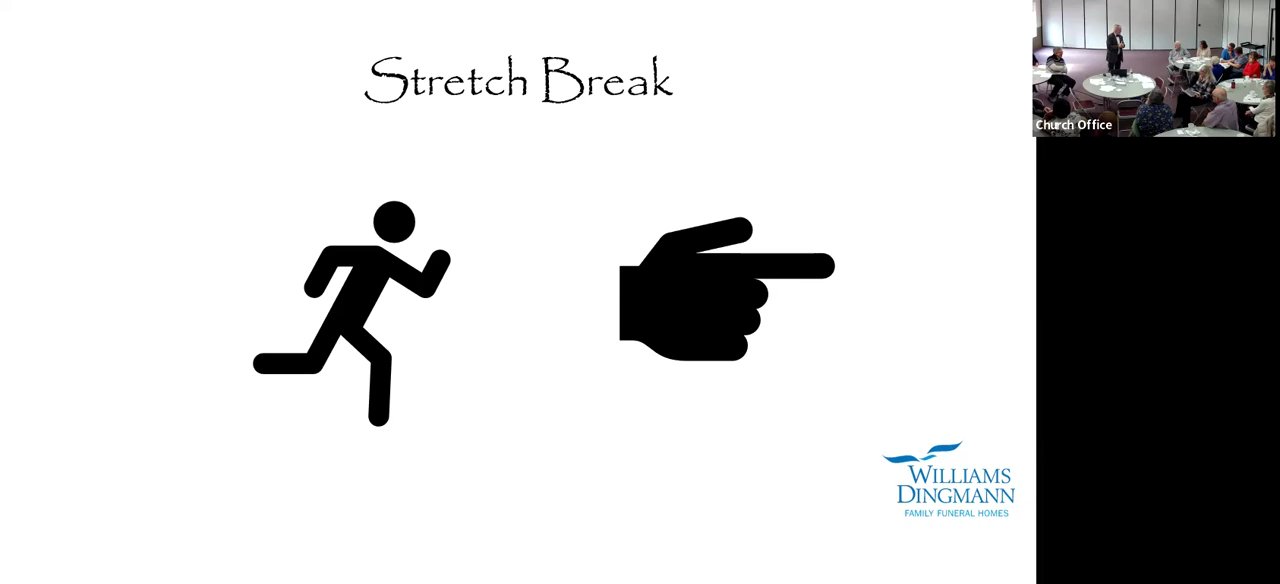 Stretch Break
Church Office
WILLIAMS
DINGMANN
FAMILY FUNERAL HOMES